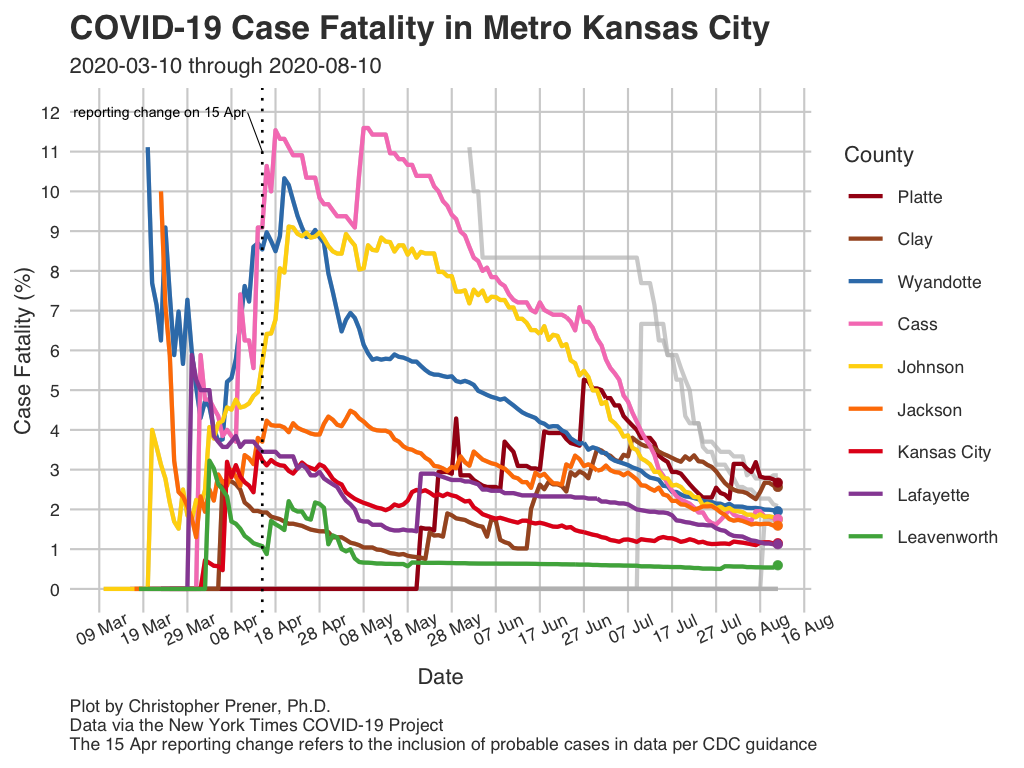 COVID-19 Case Fatality in Metro Kansas City
2020-03-10 through 2020-08-10
reporting change on 15 Apr
Case Fatality (%)
12
11
10
9
8
7
6
5
4
3
2
1
0
09 Mar
19 Mar
29 Mar
08 Apr
18 Apr
28 Apr
08 May
18 May
28 May
07 Jun
17 Jun
27 Jun
07 Jul
17 Jul
27 Jul
06 Aug
16 Aug
Date
County
Platte
Clay
Wyandotte
Cass
Johnson
Jackson
Kansas City
Lafayette
Leavenworth
Plot by Christopher Prener, Ph.D.
Data via the New York Times COVID-19 Project
The 15 Apr reporting change refers to the inclusion of probable cases in data per CDC guidance